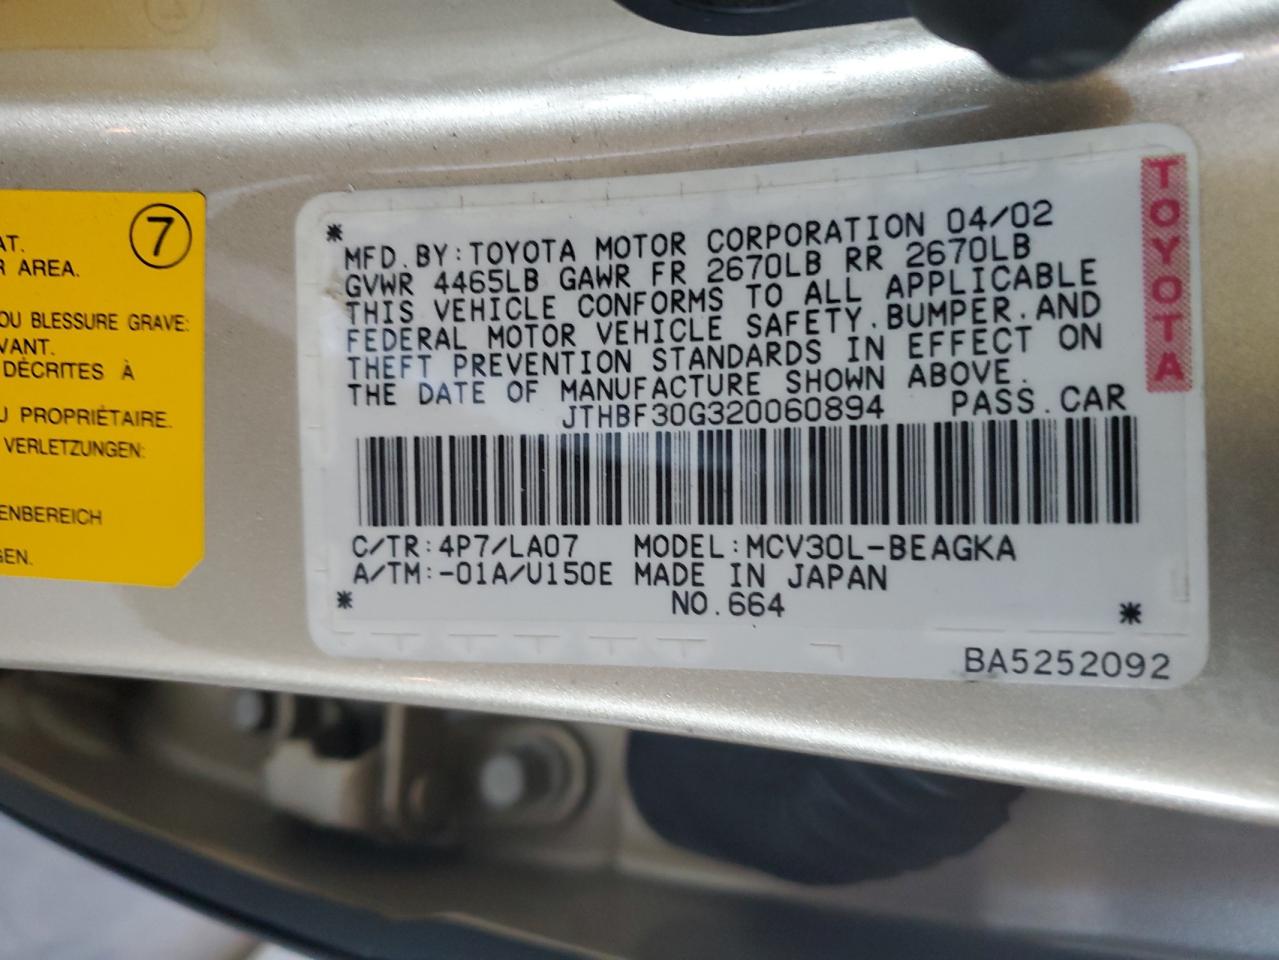 7
AT.
R AREA.
OU BLESSURE GRAVE:
VANT.
DÉCRITES À
U PROPRIÉTAIRE.
VERLETZUNGEN:
ENBEREICH
GEN.
MFD. BY: TOYOTA MOTOR CORPORATION 04/02
GVWR 4465LB GAWR FR 2670LB RR 2670LB
THIS VEHICLE CONFORMS TO ALL APPLICABLE
FEDERAL MOTOR VEHICLE SAFETY. BUMPER. AND
THEFT PREVENTION STANDARDS IN EFFECT ON
THE DATE OF MANUFACTURE SHOWN ABOVE.
JTHBF30G320060894 PASS. CAR
C/TR: 4P7/LA07 MODEL: MCV30L-BEAGKA
A/TM: -01A/U150E MADE IN JAPAN
NO. 664
BA5252092
TOYOTA